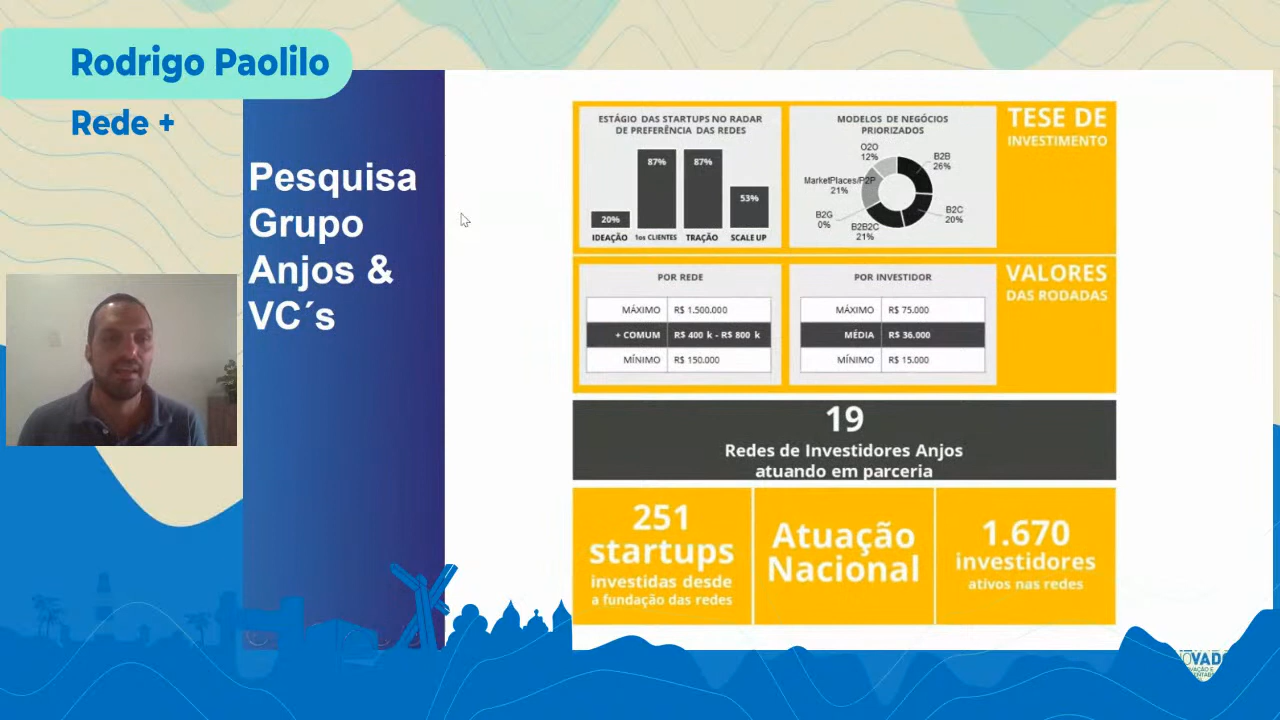 Rodrigo Paolilo
Rede +
Pesquisa
Grupo
Anjos &
VC´s
ESTÁGIO DAS STARTUPS NO RADAR
DE PREFERÊNCIA DAS REDES
20%
87%
87%
53%
IDEAÇÃO
1os CLIENTES
TRAÇÃO
SCALE UP
MODELOS DE NEGÓCIOS
PRIORIZADOS
O2O
12%
B2B
26%
MarketPlaces/P2P
21%
B2C
20%
B2G
0%
B2B2C
21%
TESE DE
INVESTIMENTO
POR REDE
MÁXIMO R$ 1.500.000
+ COMUM R$ 400 k - R$ 800 k
MÍNIMO R$ 150.000
POR INVESTIDOR
MÁXIMO R$ 75.000
MÉDIA R$ 36.000
MÍNIMO R$ 15.000
VALORES
DAS RODADAS
19
Redes de Investidores Anjos
atuando em parceria
251
startups
investidas desde
a fundação das redes
Atuação
Nacional
1.670
investidores
ativos nas redes